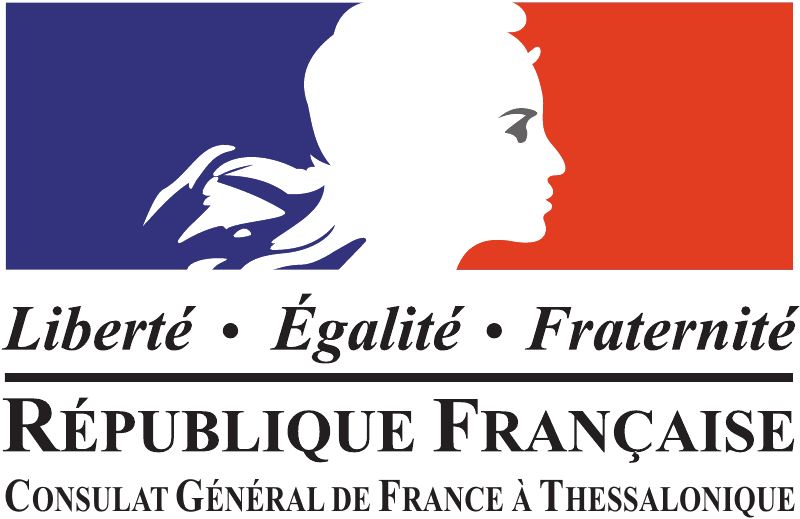 Liberté • Égalité • Fraternité
RÉPUBLIQUE FRANÇAISE
CONSULAT GÉNÉRAL DE FRANCE À THESSALONIQUE